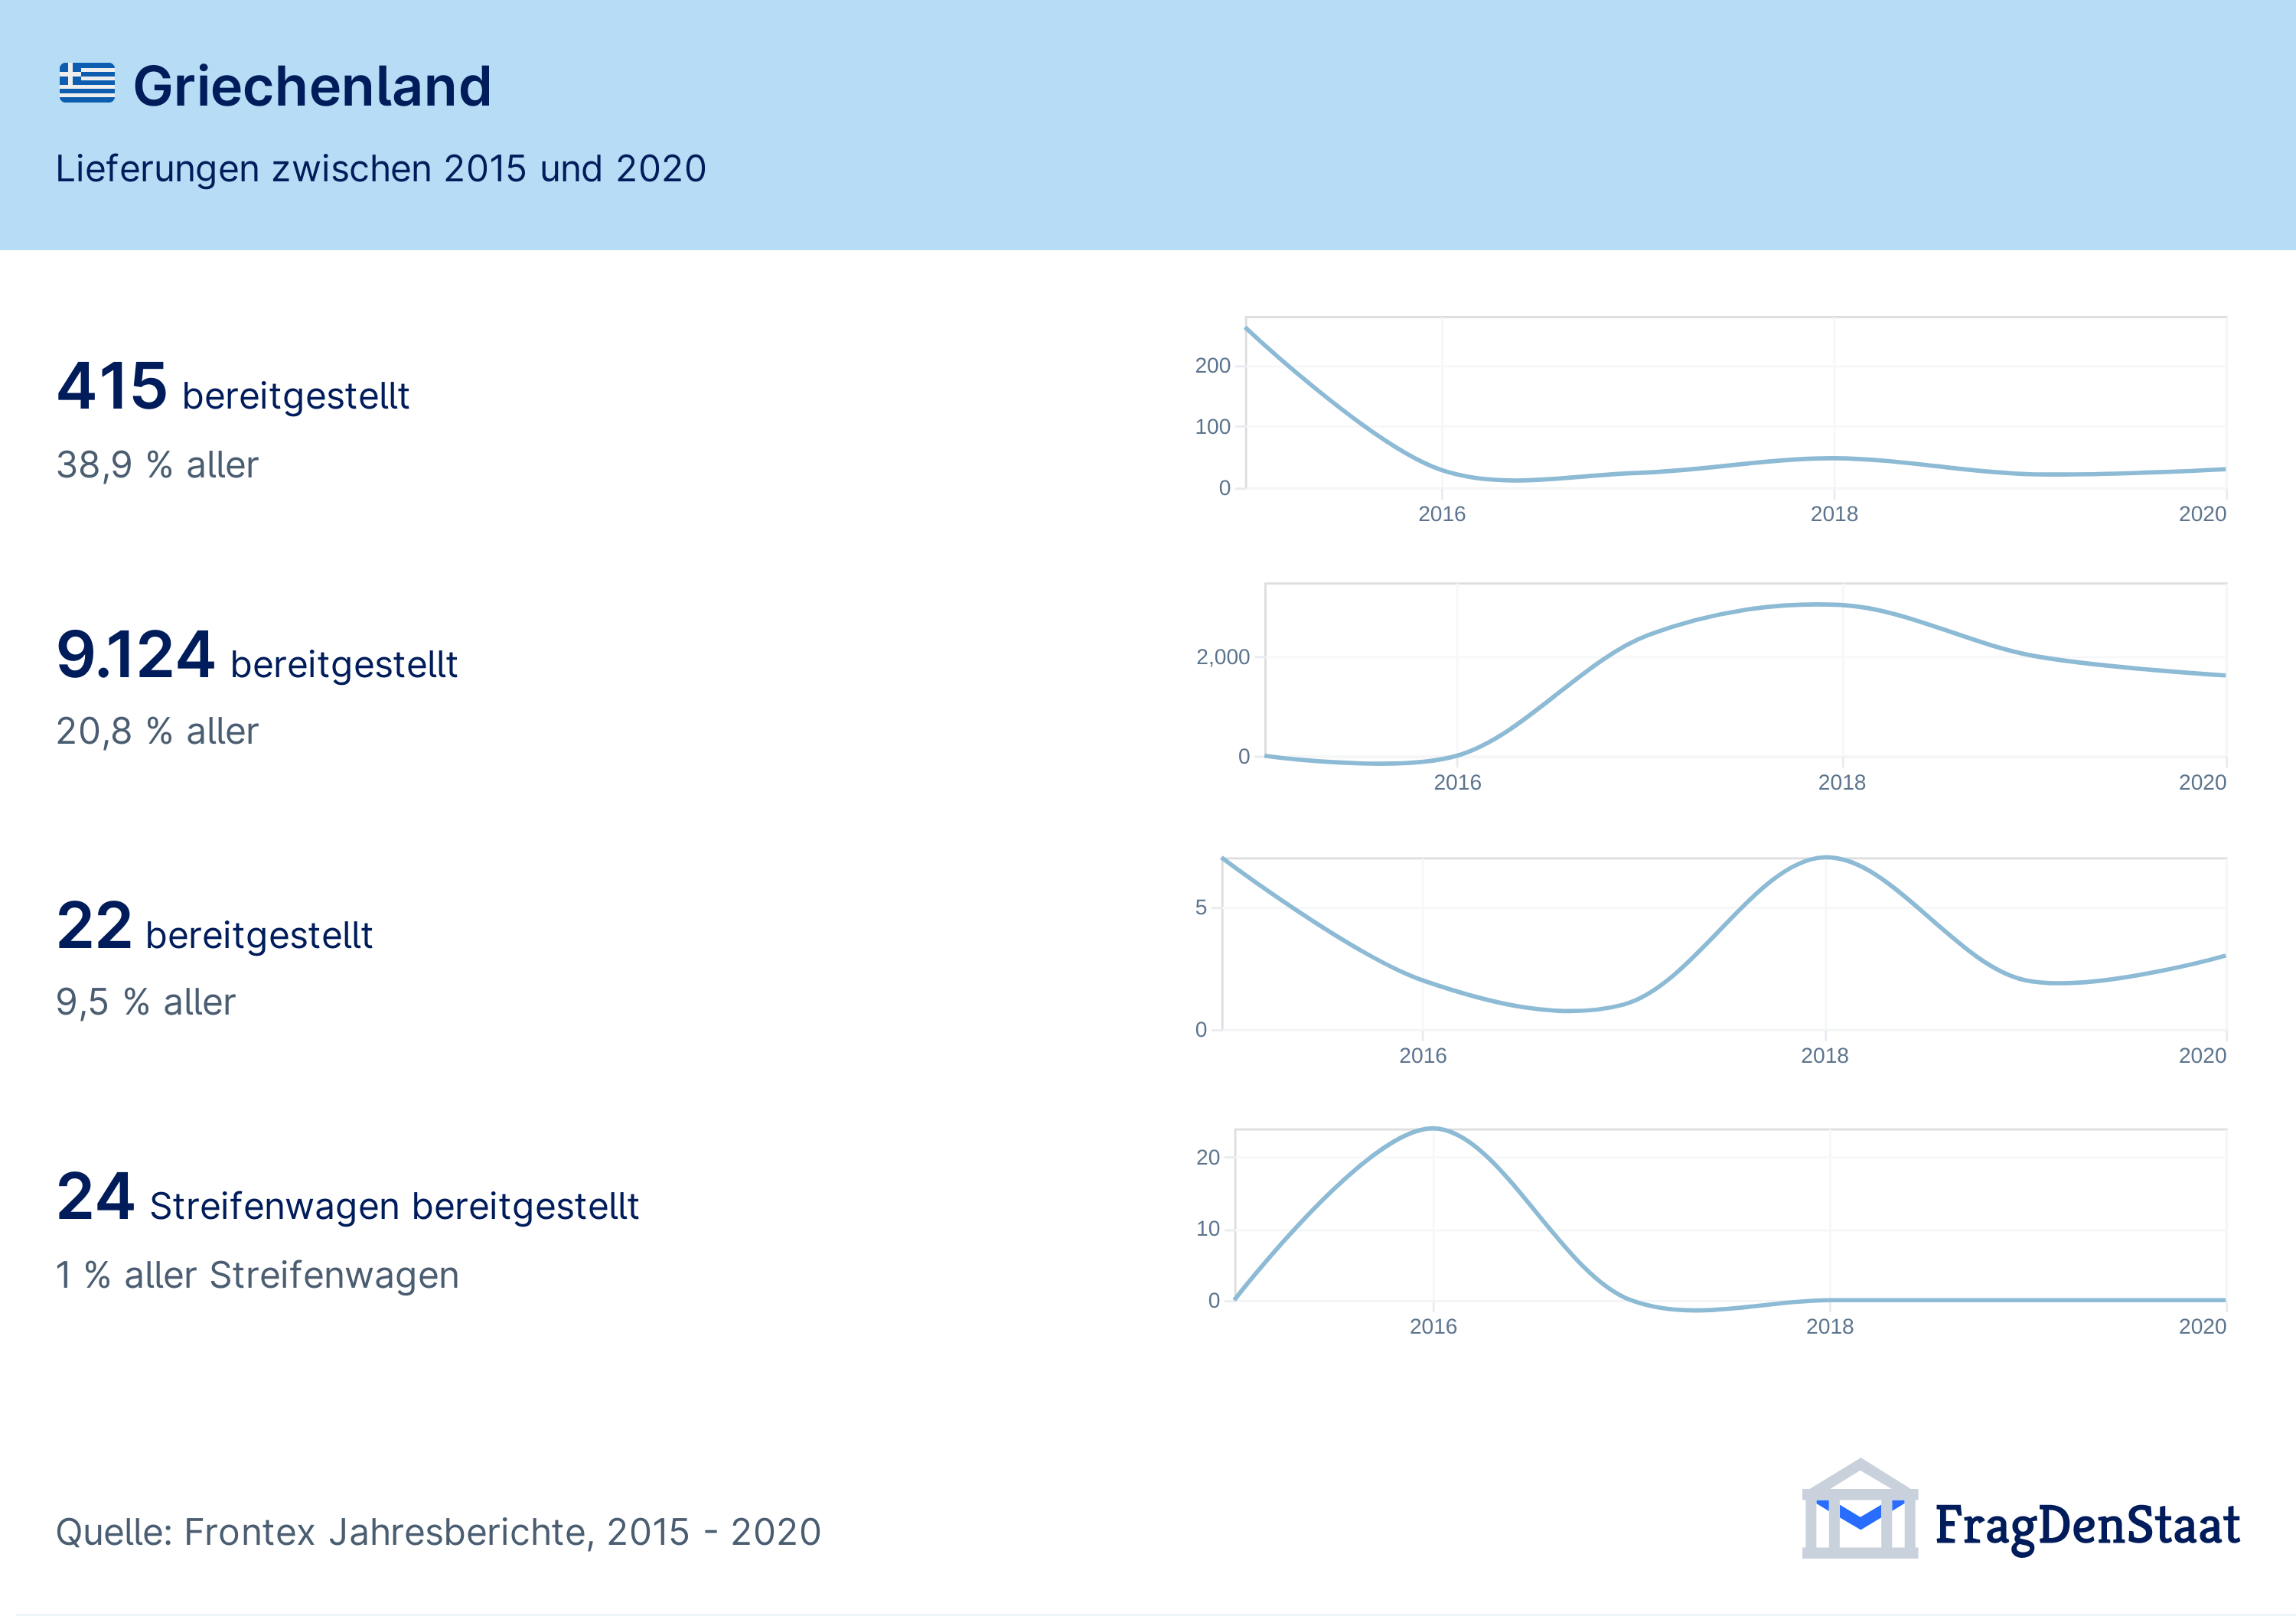 Griechenland
Lieferungen zwischen 2015 und 2020
415 bereitgestellt
38,9 % aller
200
100
0
2016 2018 2020
9.124 bereitgestellt
20,8 % aller
2,000
0
2016 2018 2020
22 bereitgestellt
9,5 % aller
5
0
2016 2018 2020
24 Streifenwagen bereitgestellt
1 % aller Streifenwagen
20
10
0
2016 2018 2020
Quelle: Frontex Jahresberichte, 2015 - 2020
FragDenStaat